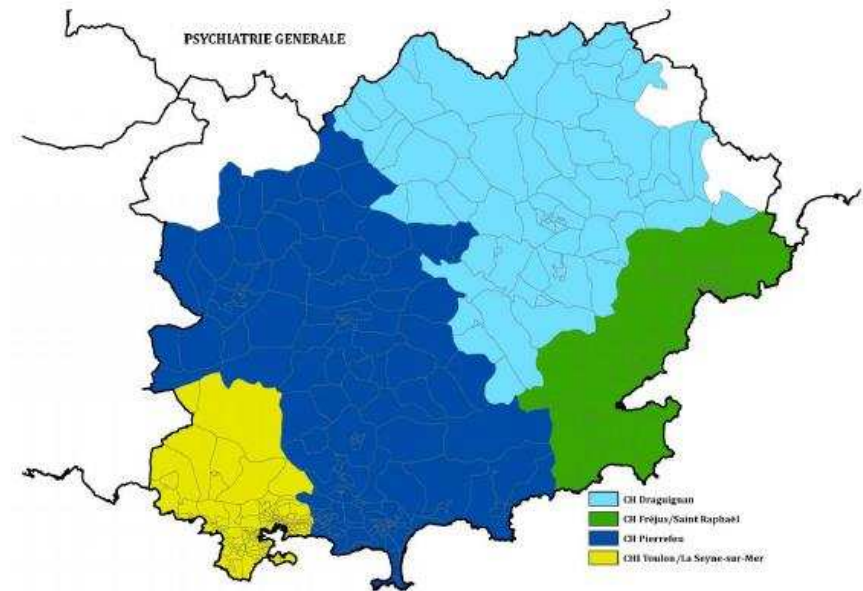 PSYCHIATRIE GENERALE
CH Draguignan
CH Fréjus/Saint Raphaël
CH Pierrefeu
CHI Toulon/La Seyne-sur-Mer